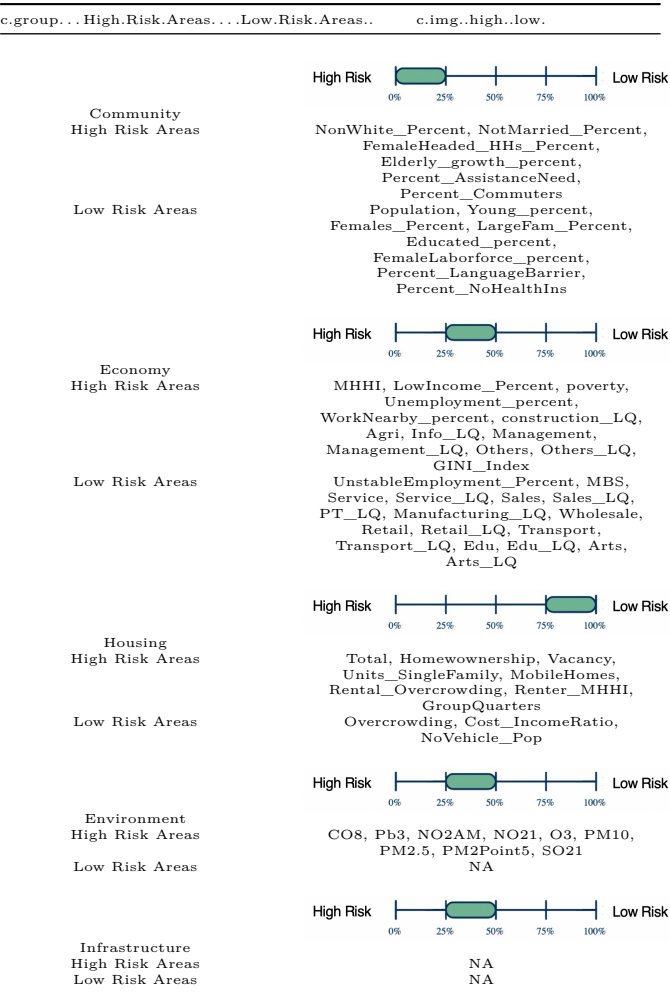 c.group... High.Risk.Areas....Low.Risk.Areas.. c.img..high..low.
High Risk Low Risk
0% 25% 50% 75% 100%
Community
High Risk Areas NonWhite_Percent, NotMarried_Percent,
FemaleHeaded_HHs_Percent,
Elderly_growth_percent,
Percent_AssistanceNeed,
Percent_Commuters
Low Risk Areas Population, Young_percent,
Females_Percent, LargeFam_Percent,
Educated_percent,
FemaleLaborforce_percent,
Percent_LanguageBarrier,
Percent_NoHealthIns
High Risk Low Risk
0% 25% 50% 75% 100%
Economy
High Risk Areas MHHI, LowIncome_Percent, poverty,
Unemployment_percent,
WorkNearby_percent, construction_LQ,
Agri, Info_LQ, Management,
Management_LQ, Others, Others_LQ,
GINI_Index
Low Risk Areas UnstableEmployment_Percent, MBS,
Service, Service_LQ, Sales, Sales_LQ,
PT_LQ, Manufacturing_LQ, Wholesale,
Retail, Retail_LQ, Transport,
Transport_LQ, Edu, Edu_LQ, Arts,
Arts_LQ
High Risk Low Risk
0% 25% 50% 75% 100%
Housing
High Risk Areas Total, Homewownership, Vacancy,
Units_SingleFamily, MobileHomes,
Rental_Overcrowding, Renter_MHHI,
GroupQuarters
Low Risk Areas Overcrowding, Cost_IncomeRatio,
NoVehicle_Pop
High Risk Low Risk
0% 25% 50% 75% 100%
Environment
High Risk Areas CO8, Pb3, NO2AM, NO21, O3, PM10,
PM2.5, PM2Point5, SO21
Low Risk Areas NA
High Risk Low Risk
0% 25% 50% 75% 100%
Infrastructure
High Risk Areas NA
Low Risk Areas NA